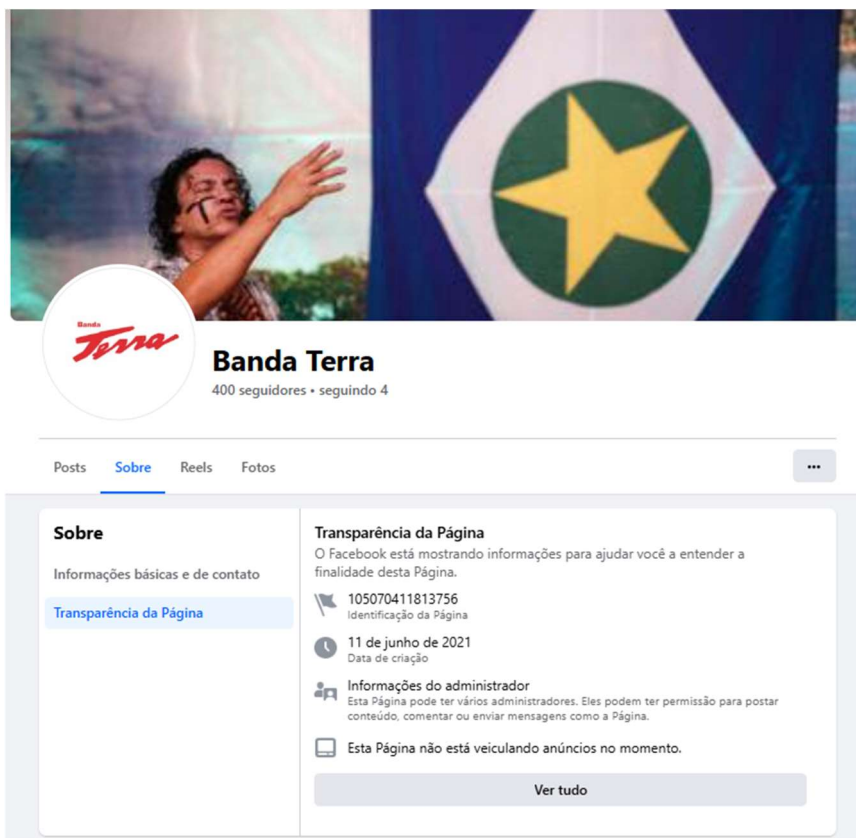 Banda
Terra
Banda Terra
400 seguidores • seguindo 4
Posts Sobre Reels Fotos
Sobre
Informações básicas e de contato
Transparência da Página
Transparência da Página
O Facebook está mostrando informações para ajudar você a entender a
finalidade desta Página.
105070411813756
Identificação da Página
11 de junho de 2021
Data de criação
Informações do administrador
Esta Página pode ter vários administradores. Eles podem ter permissão para postar
conteúdo, comentar ou enviar mensagens como a Página.
Esta Página não está veiculando anúncios no momento.
Ver tudo